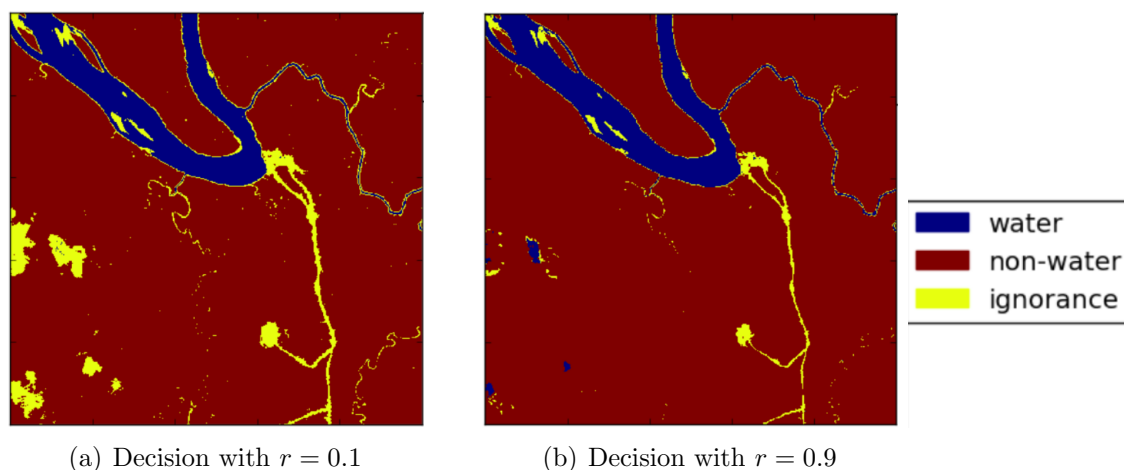 water
non-water
ignorance
(a) Decision with r = 0.1
(b) Decision with r = 0.9